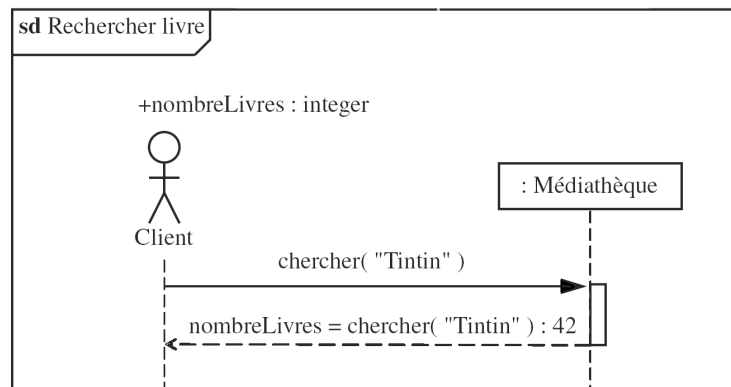 sd Rechercher livre
+nombreLivres : integer
: Médiathèque
Client
chercher( "Tintin" )
nombreLivres = chercher( "Tintin" ) : 42